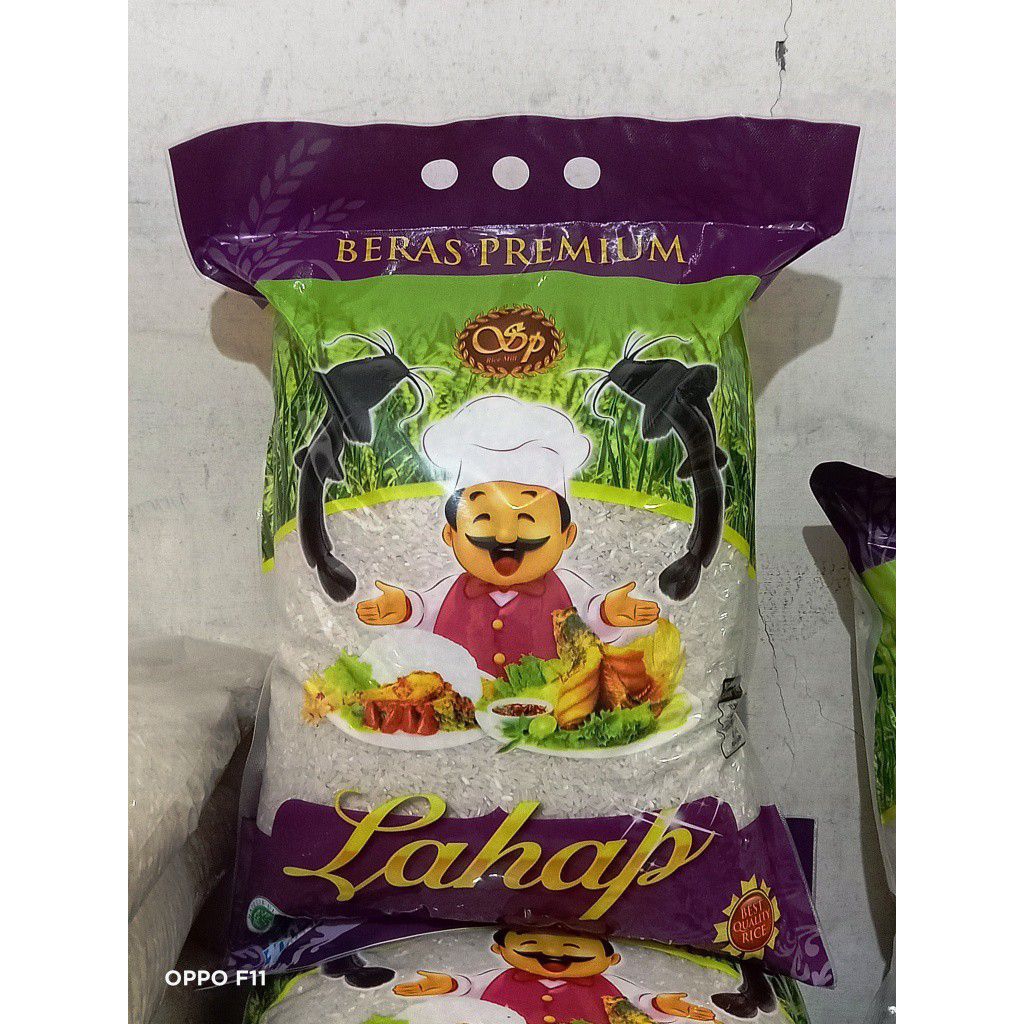 BERAS PREMIUM
Sp
Rice Mill
Lahap
BEST
QUALITY
RICE
OPPO F11